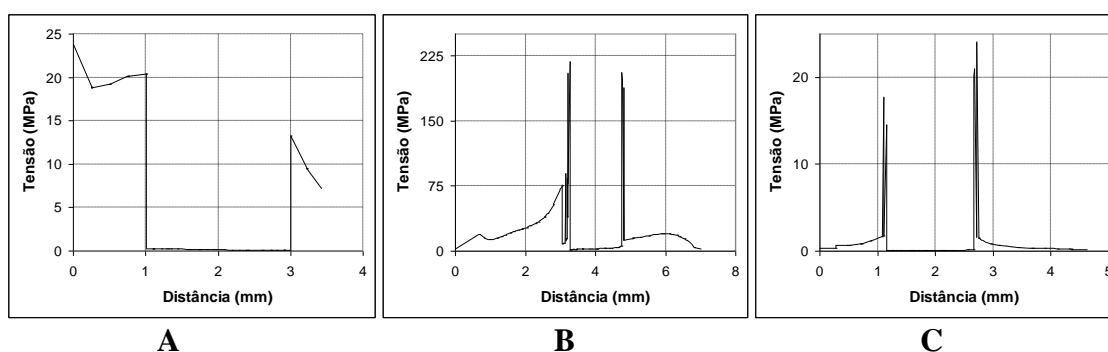 25
20
15
10
5
0
Tensão (MPa)
0 1 2 3 4
Distância (mm)
A
225
150
75
0
Tensão (MPa)
0 2 4 6 8
Distância (mm)
B
20
10
0
Tensão (MPa)
0 1 2 3 4 5
Distância (mm)
C